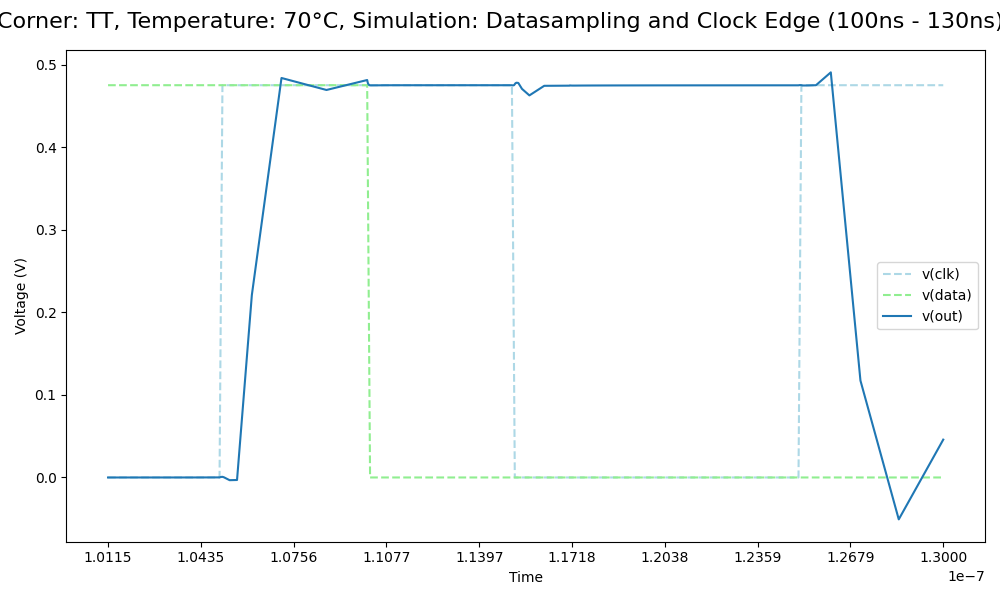 Corner: TT, Temperature: 70°C, Simulation: Datasampling and Clock Edge (100ns - 130ns)
0.5
0.4
0.3
0.2
0.1
0.0
Voltage (V)
v(clk)
v(data)
v(out)
1.0115 1.0435 1.0756 1.1077 1.1397 1.1718 1.2038 1.2359 1.2679 1.3000
1e−7
Time